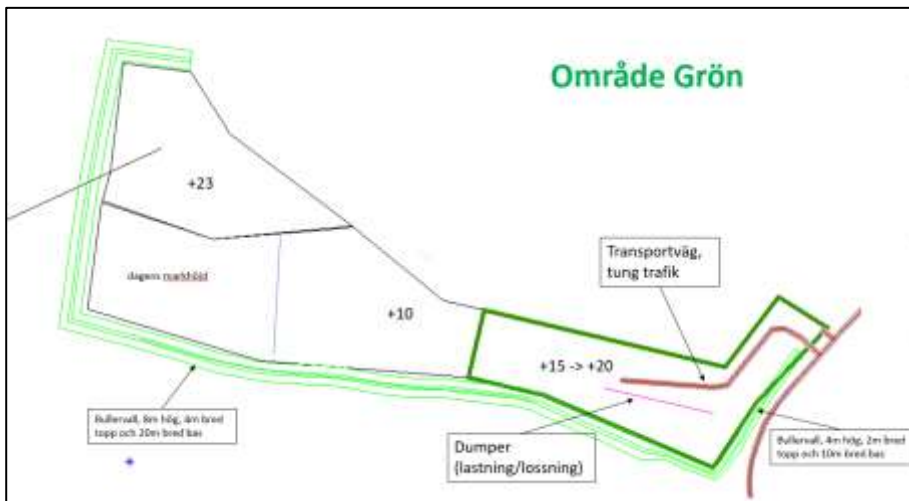 Område Grön
+23
Transportväg,
tung trafik
dagens markhöjd
+10
+15 -> +20
Bullervall, 8m hög, 4m bred
topp och 20m bred bas
Dumper
(lastning/lossning)
Bullervall, 4m hög, 2m bred
topp och 10m bred bas